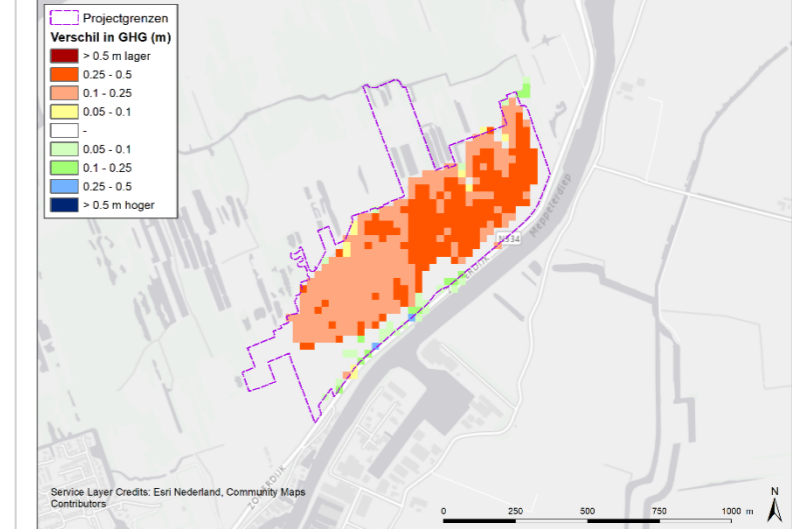 Projectgrenzen
Verschil in GHG (m)
> 0.5 m lager
0.25 - 0.5
0.1 - 0.25
0.05 - 0.1
-
0.05 - 0.1
0.1 - 0.25
0.25 - 0.5
> 0.5 m hoger
N334
Meppelerdiep
ZOMERDIJK
Service Layer Credits: Esri Nederland, Community Maps
Contributors
0 250 500 750 1000 m
N